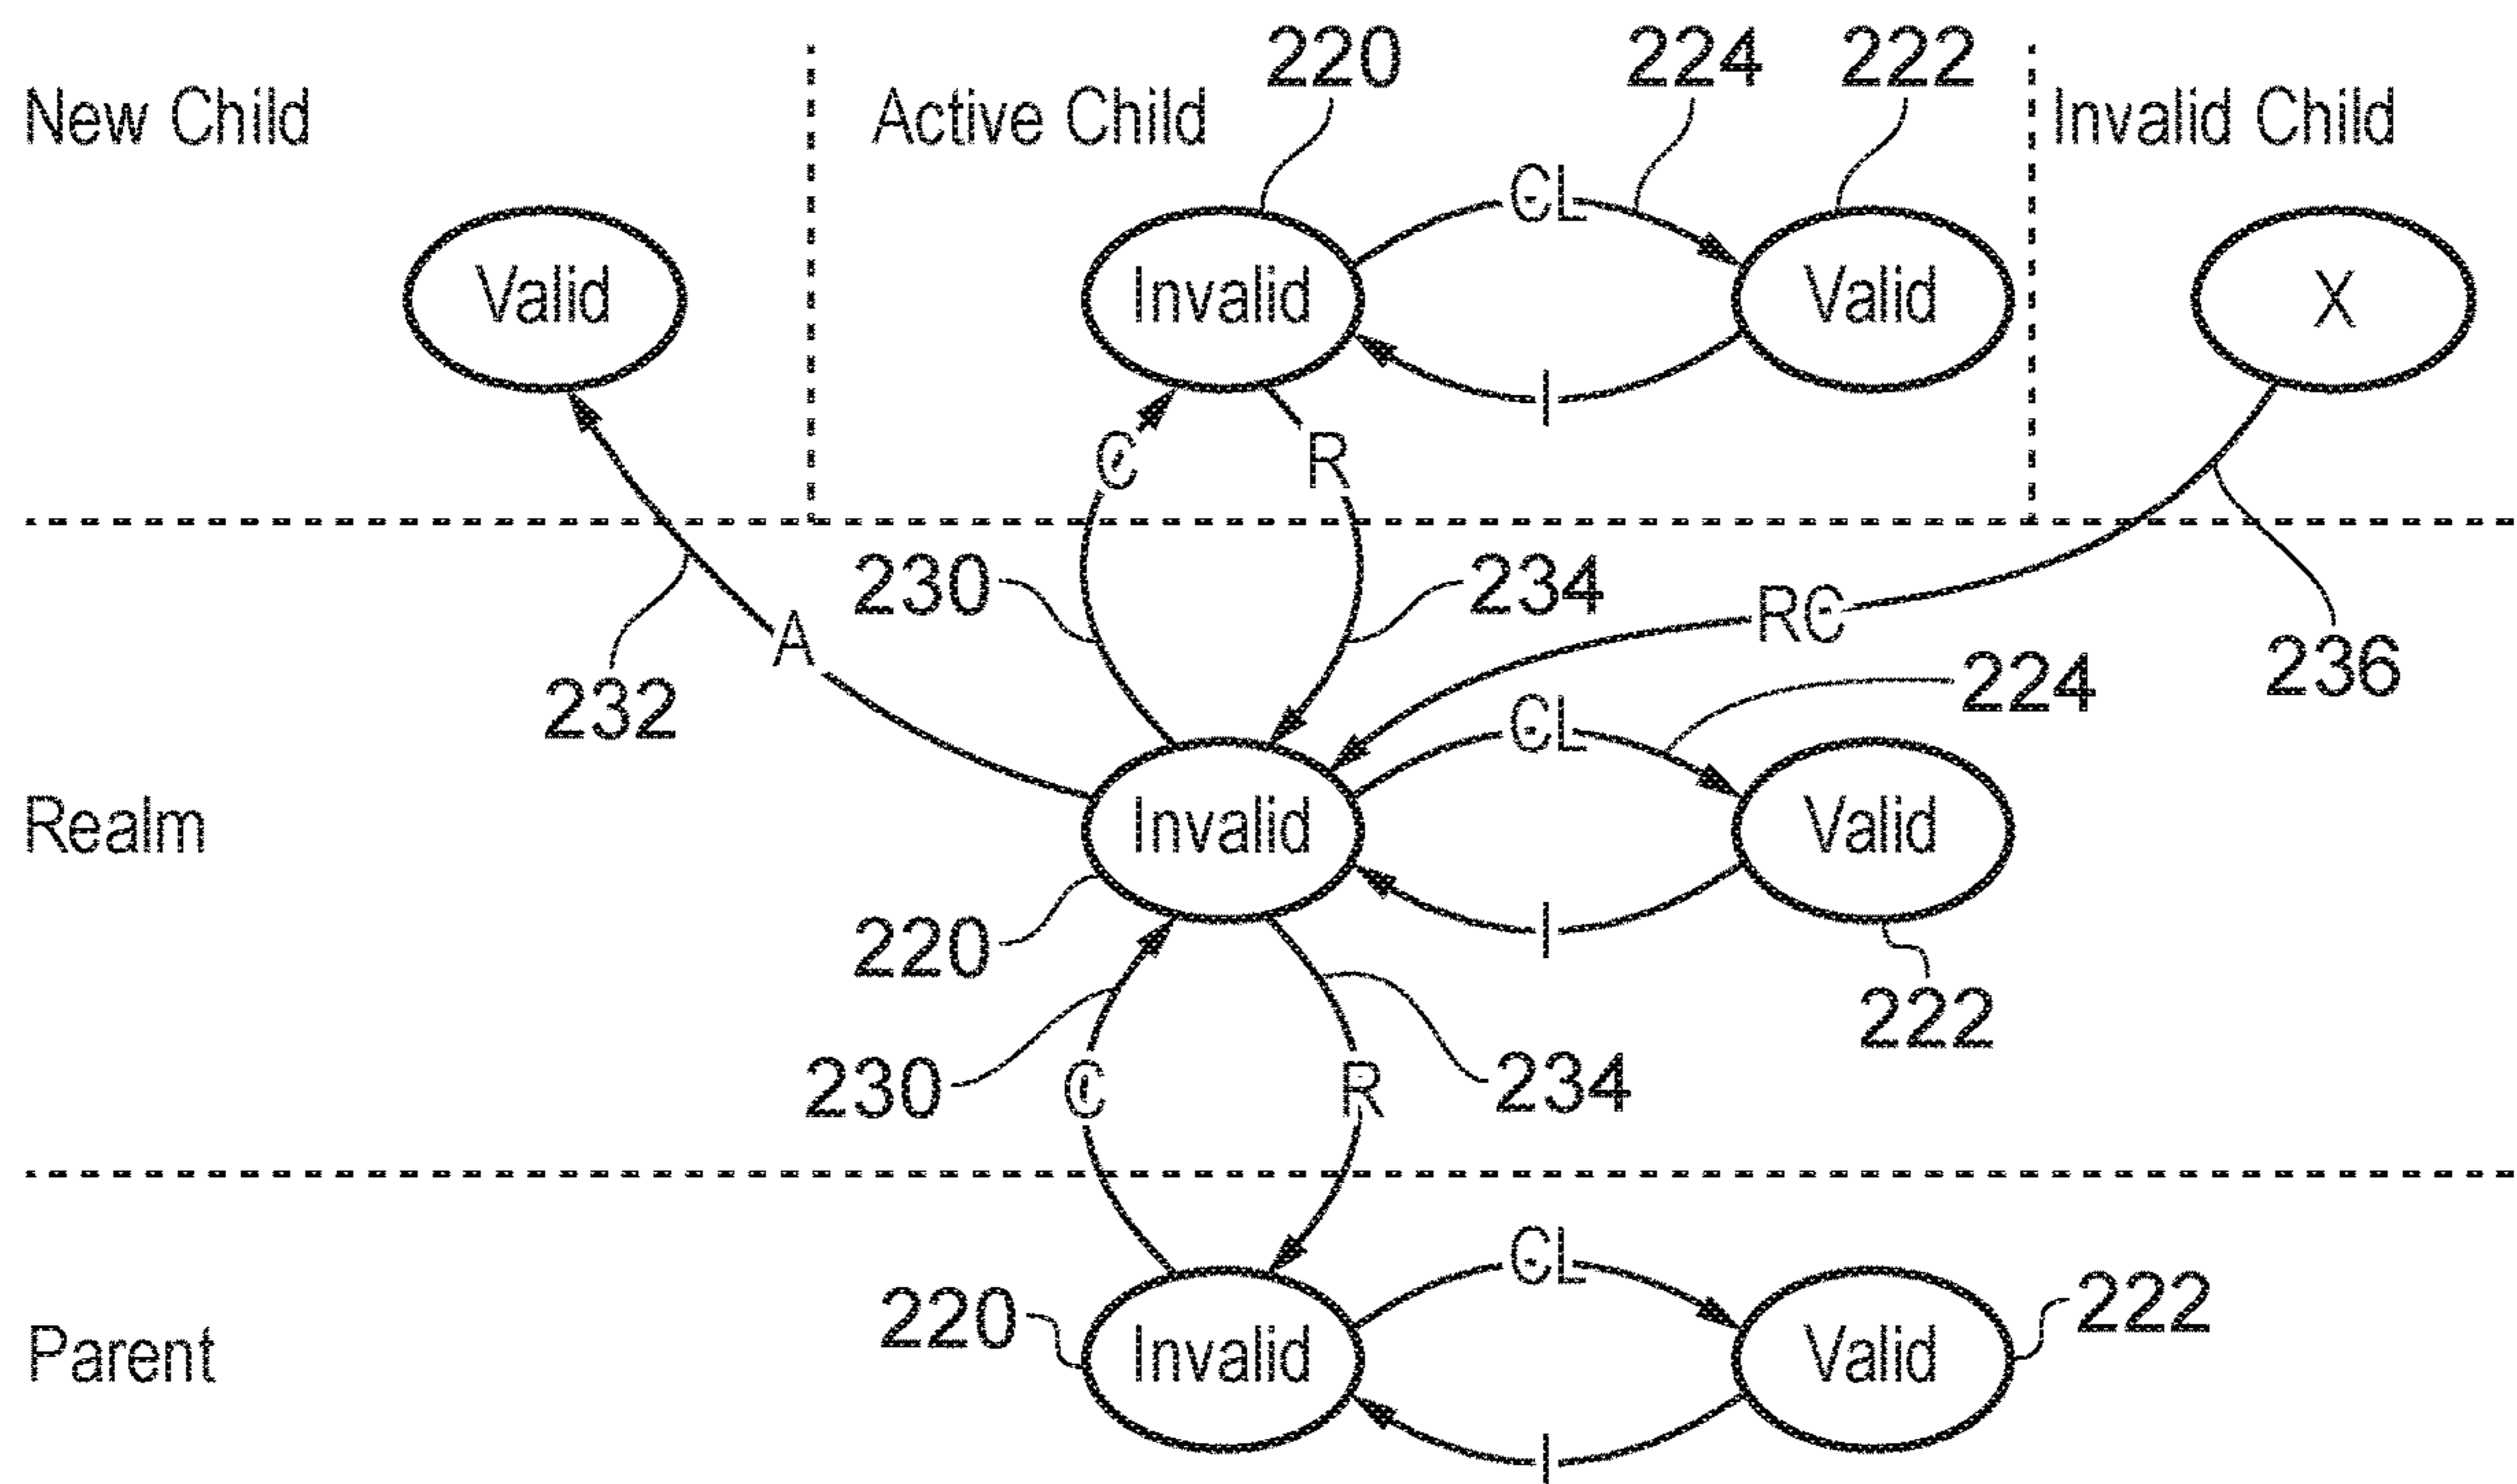 220 224 222
New Child Active Child Invalid Child
CL
Valid Invalid Valid X
I
C R
230 234
A RC
232 224 236
CL
Realm Invalid Valid
220 I
222
230 C R 234
CL
220 222
Parent Invalid Valid
I